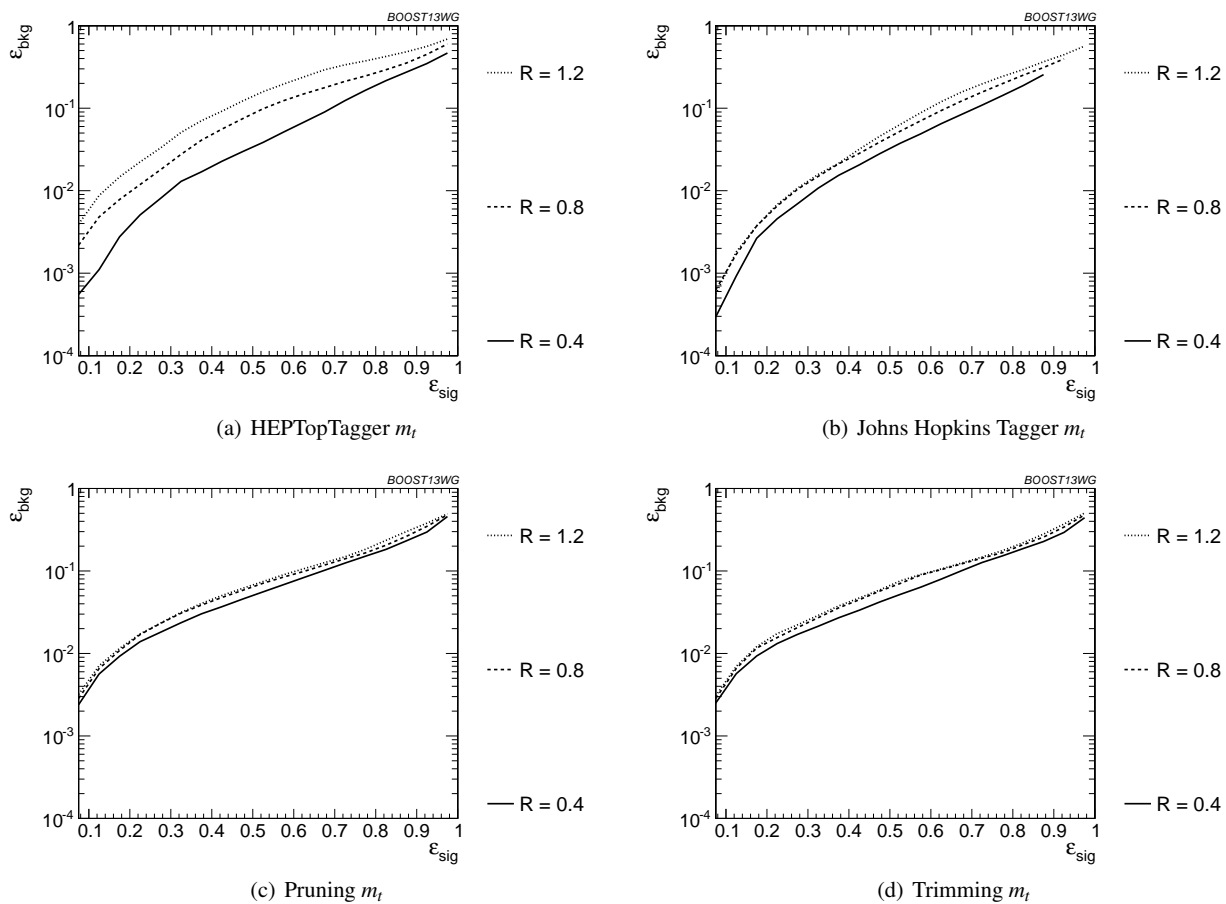 BOOST13WG
ε_bkg
1
10⁻¹
10⁻²
10⁻³
10⁻⁴
0.1 0.2 0.3 0.4 0.5 0.6 0.7 0.8 0.9 1
ε_sig
R = 1.2
R = 0.8
R = 0.4
(a) HEPTopTagger m_t
BOOST13WG
ε_bkg
1
10⁻¹
10⁻²
10⁻³
10⁻⁴
0.1 0.2 0.3 0.4 0.5 0.6 0.7 0.8 0.9 1
ε_sig
R = 1.2
R = 0.8
R = 0.4
(b) Johns Hopkins Tagger m_t
BOOST13WG
ε_bkg
1
10⁻¹
10⁻²
10⁻³
10⁻⁴
0.1 0.2 0.3 0.4 0.5 0.6 0.7 0.8 0.9 1
ε_sig
R = 1.2
R = 0.8
R = 0.4
(c) Pruning m_t
BOOST13WG
ε_bkg
1
10⁻¹
10⁻²
10⁻³
10⁻⁴
0.1 0.2 0.3 0.4 0.5 0.6 0.7 0.8 0.9 1
ε_sig
R = 1.2
R = 0.8
R = 0.4
(d) Trimming m_t